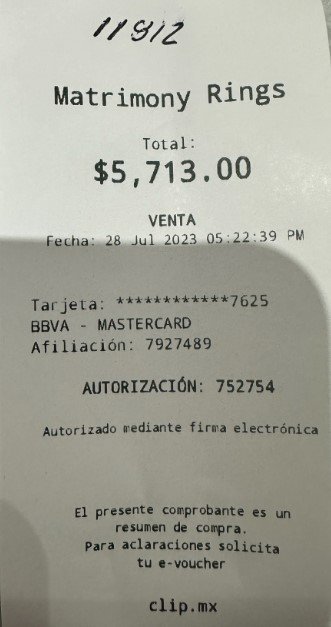 11912
Matrimony Rings
Total:
$5,713.00
VENTA
Fecha: 28 Jul 2023 05:22:39 PM
Tarjeta: ************7625
BBVA - MASTERCARD
Afiliación: 7927489
AUTORIZACIÓN: 752754
Autorizado mediante firma electrónica
El presente comprobante es un
resumen de compra.
Para aclaraciones solicita
tu e-voucher
clip.mx